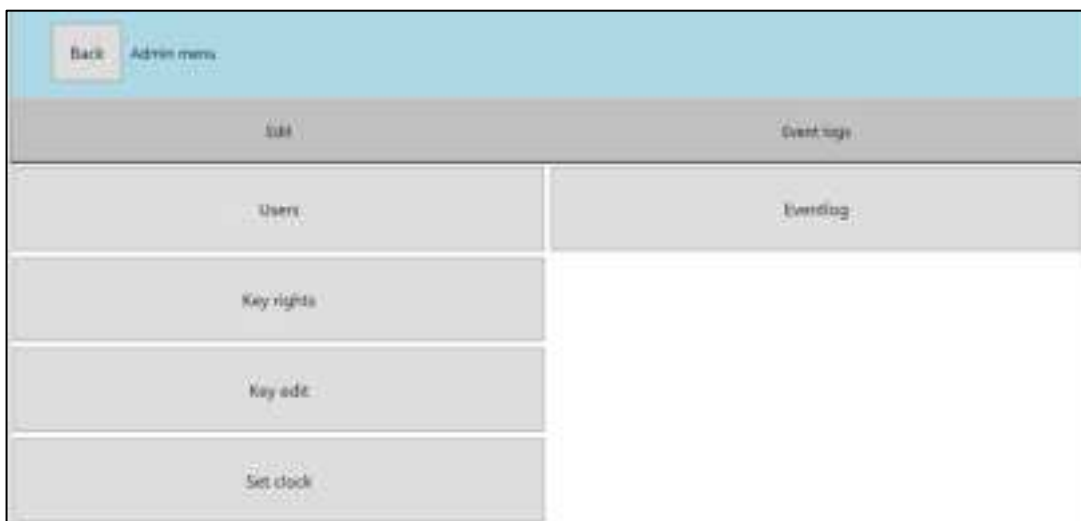 Back Admin menu
Edit Event logs
Users Eventlog
Key rights
Key edit
Set clock